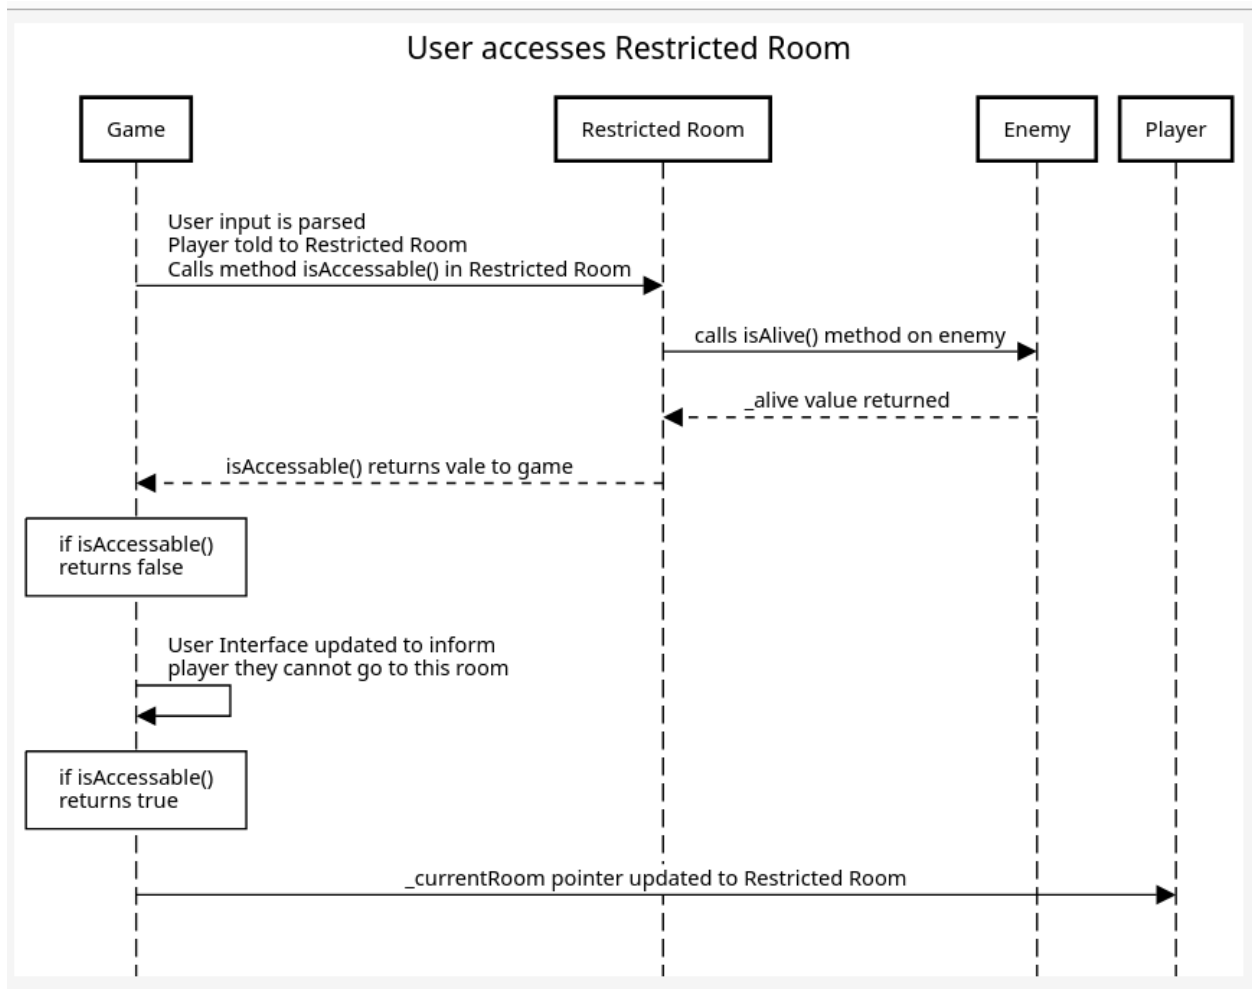 User accesses Restricted Room
Game
Restricted Room
Enemy
Player
User input is parsed
Player told to Restricted Room
Calls method isAccessable() in Restricted Room
calls isAlive() method on enemy
_alive value returned
isAccessable() returns vale to game
if isAccessable()
returns false
User Interface updated to inform
player they cannot go to this room
if isAccessable()
returns true
_currentRoom pointer updated to Restricted Room